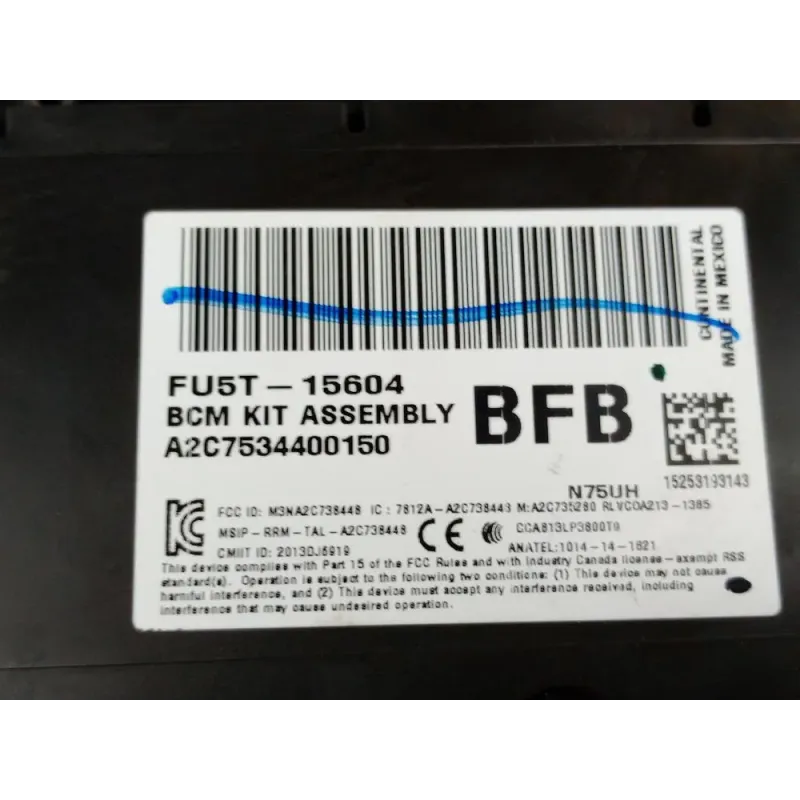 CONTINENTAL
MADE IN MEXICO
FU5T – 15604
BCM KIT ASSEMBLY
A2C7534400150
BFB
15253193143
N75UH
FCC ID: M3NA2C738448 IC: 7812A-A2C738443 M:A2C735280 RLVCOA213-1385
MSIP-RRM-TAL-A2C738448 CE CCAB13LP3800T9
CMIIT ID: 2013DJ6919 ANATEL:1014-14-1621
This device complies with Part 15 of the FCC Rules and with Industry Canada license-exempt RSS
standard(s). Operation is subject to the following two conditions: (1) This device may not cause
harmful interference, and (2) This device must accept any interference received, including
interference that may cause undesired operation.